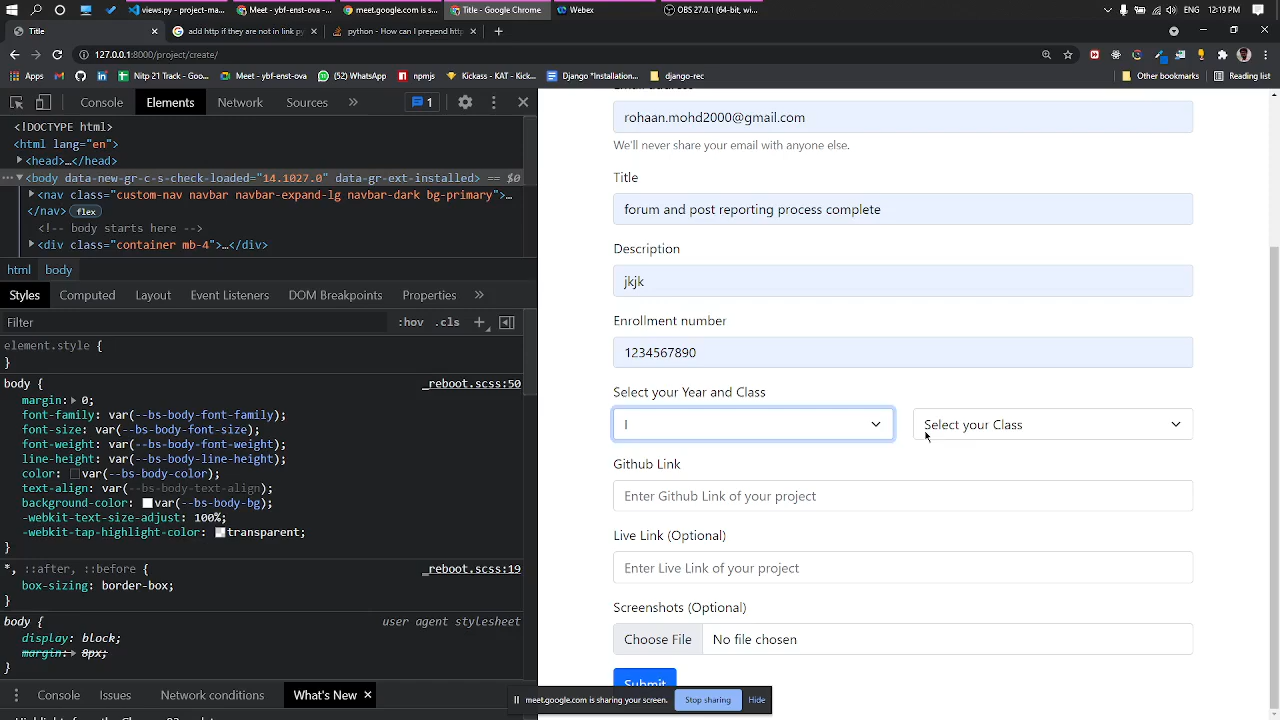 views.py - project-ma...
Meet - ybf-enst-ova - ...
meet.google.com is s...
Title - Google Chrome
Webex
OBS 27.0.1 (64-bit, wi...
ENG
12:19 PM
Title
add http if they are not in link py
python - How can I prepend http
127.0.0.1:8000/project/create/
Apps
Nitp 21 Track - Goo...
Meet - ybf-enst-ova
(52) WhatsApp
npmjs
Kickass - KAT - Kick...
Django *Installation...
django-rec
Other bookmarks
Reading list
Console
Elements
Network
Sources
1
<!DOCTYPE html>
<html lang="en">
<head>…</head>
<body data-new-gr-c-s-check-loaded="14.1027.0" data-gr-ext-installed> == $0
<nav class="custom-nav navbar navbar-expand-lg navbar-dark bg-primary">…
</nav> flex
<!-- body starts here -->
<div class="container mb-4">…</div>
html body
Styles
Computed
Layout
Event Listeners
DOM Breakpoints
Properties
Filter
:hov .cls
element.style {
}
body {
_reboot.scss:50
margin: 0;
font-family: var(--bs-body-font-family);
font-size: var(--bs-body-font-size);
font-weight: var(--bs-body-font-weight);
line-height: var(--bs-body-line-height);
color: var(--bs-body-color);
text-align: var(--bs-body-text-align);
background-color: var(--bs-body-bg);
-webkit-text-size-adjust: 100%;
-webkit-tap-highlight-color: transparent;
}
*, ::after, ::before {
_reboot.scss:19
box-sizing: border-box;
}
body {
user agent stylesheet
display: block;
margin: 8px;
}
Console
Issues
Network conditions
What's New
Email address
rohaan.mohd2000@gmail.com
We'll never share your email with anyone else.
Title
forum and post reporting process complete
Description
jkjk
Enrollment number
1234567890
Select your Year and Class
I
Select your Class
Github Link
Enter Github Link of your project
Live Link (Optional)
Enter Live Link of your project
Screenshots (Optional)
Choose File No file chosen
Submit
meet.google.com is sharing your screen.
Stop sharing
Hide